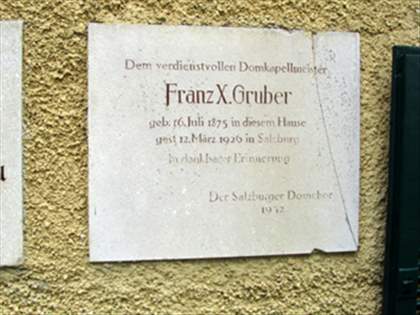 Dem verdienstvollen Domkapellmeister
Franz X. Gruber
geb. 16. Juli 1875 in diesem Hause
gest 12. März 1926 in Salzburg
In dankbarer Erinnerung
Der Salzburger Domchor